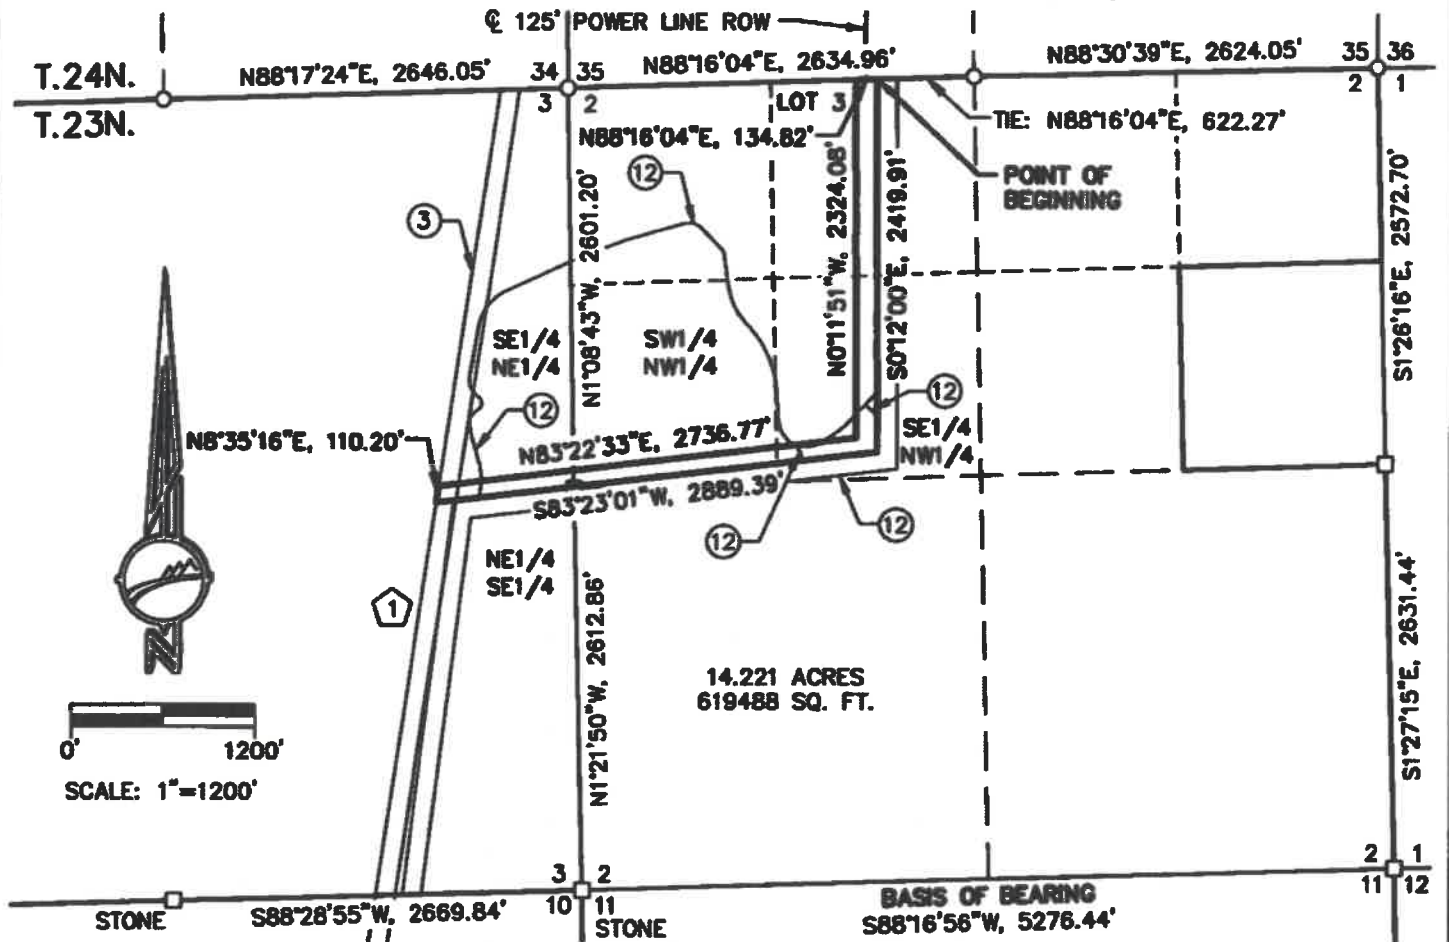 ℄ 125' POWER LINE ROW
T.24N.
N88°17'24"E, 2646.05'
34 35
N88°16'04"E, 2634.96'
N88°30'39"E, 2624.05'
35 36
T.23N.
3 2
LOT 3
2 1
N88°16'04"E, 134.82'
TIE: N88°16'04"E, 622.27'
12
POINT OF
BEGINNING
3
N1°08'43"W, 2601.20'
N0°11'51"W, 2324.08'
S0°12'00"E, 2419.91'
S1°26'16"E, 2572.70'
SE1/4
NE1/4
SW1/4
NW1/4
12
12
SE1/4
NW1/4
N8°35'16"E, 110.20'
N83°22'33"E, 2736.77'
S83°23'01"W, 2889.39'
12
12
NE1/4
SE1/4
1
N1°21'50"W, 2612.86'
S1°27'15"E, 2631.44'
14.221 ACRES
619488 SQ. FT.
N
0' 1200'
SCALE: 1"=1200'
3 2
10 11
2 1
11 12
STONE
S88°28'55"W, 2669.84'
STONE
BASIS OF BEARING
S88°16'56"W, 5276.44'